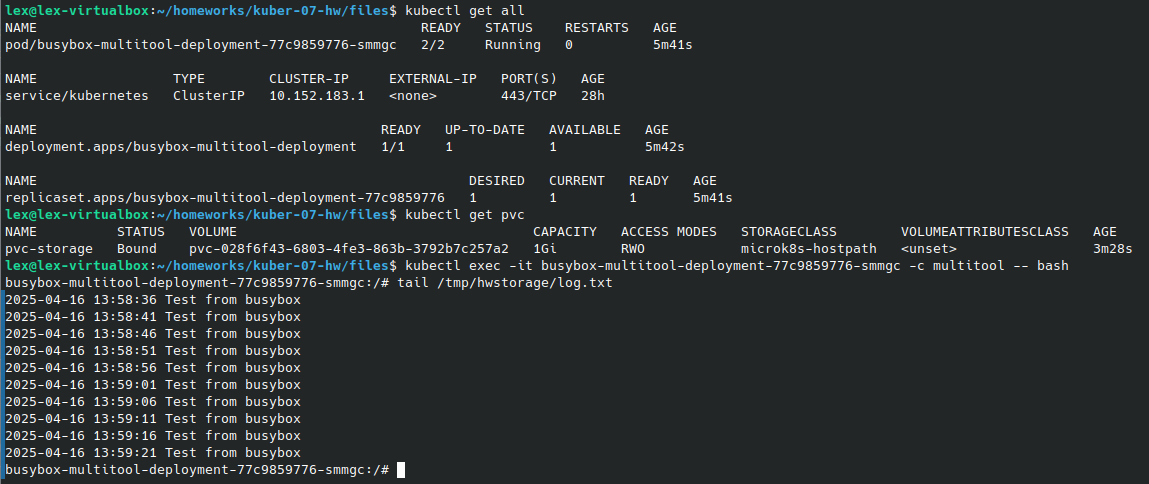 lex@lex-virtualbox:~/homeworks/kuber-07-hw/files$ kubectl get all
NAME READY STATUS RESTARTS AGE
pod/busybox-multitool-deployment-77c9859776-smmgc 2/2 Running 0 5m41s
NAME TYPE CLUSTER-IP EXTERNAL-IP PORT(S) AGE
service/kubernetes ClusterIP 10.152.183.1 <none> 443/TCP 28h
NAME READY UP-TO-DATE AVAILABLE AGE
deployment.apps/busybox-multitool-deployment 1/1 1 1 5m42s
NAME DESIRED CURRENT READY AGE
replicaset.apps/busybox-multitool-deployment-77c9859776 1 1 1 5m41s
lex@lex-virtualbox:~/homeworks/kuber-07-hw/files$ kubectl get pvc
NAME STATUS VOLUME CAPACITY ACCESS MODES STORAGECLASS VOLUMEATTRIBUTESCLASS AGE
pvc-storage Bound pvc-028f6f43-6803-4fe3-863b-3792b7c257a2 1Gi RWO microk8s-hostpath <unset> 3m28s
lex@lex-virtualbox:~/homeworks/kuber-07-hw/files$ kubectl exec -it busybox-multitool-deployment-77c9859776-smmgc -c multitool -- bash
busybox-multitool-deployment-77c9859776-smmgc:/# tail /tmp/hwstorage/log.txt
2025-04-16 13:58:36 Test from busybox
2025-04-16 13:58:41 Test from busybox
2025-04-16 13:58:46 Test from busybox
2025-04-16 13:58:51 Test from busybox
2025-04-16 13:58:56 Test from busybox
2025-04-16 13:59:01 Test from busybox
2025-04-16 13:59:06 Test from busybox
2025-04-16 13:59:11 Test from busybox
2025-04-16 13:59:16 Test from busybox
2025-04-16 13:59:21 Test from busybox
busybox-multitool-deployment-77c9859776-smmgc:/#